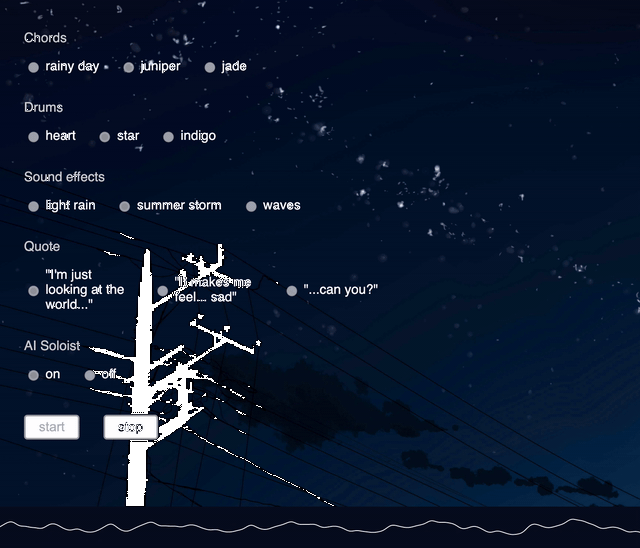 Chords
rainy day juniper jade
Drums
heart star indigo
Sound effects
light rain summer storm waves
Quote
"I'm just
looking at the
world..."
"It makes me
feel... sad"
"...can you?"
AI Soloist
on off
start stop